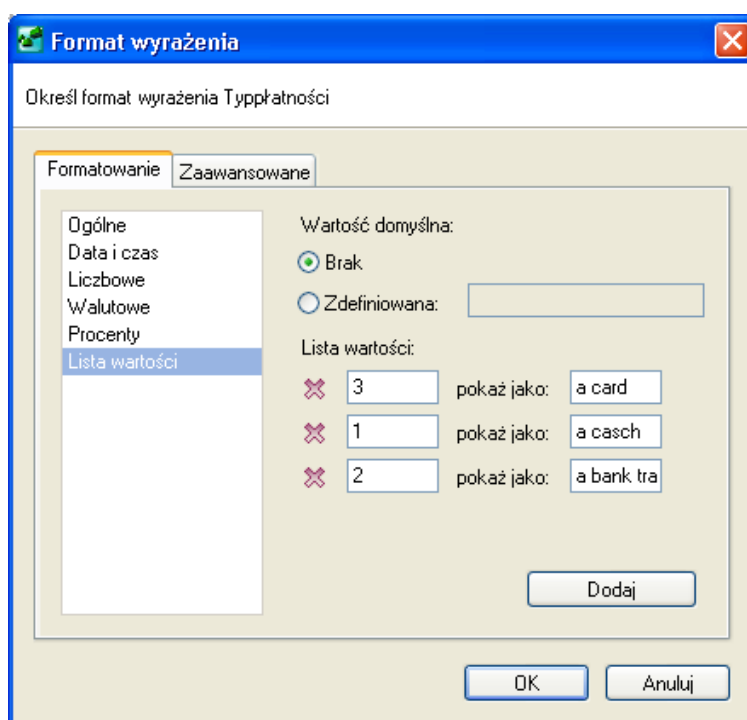 Format wyrażenia
Określ format wyrażenia Typpłatności
Formatowanie Zaawansowane
Ogólne
Data i czas
Liczbowe
Walutowe
Procenty
Lista wartości
Wartość domyślna:
Brak
Zdefiniowana:
Lista wartości:
3 pokaż jako: a card
1 pokaż jako: a casch
2 pokaż jako: a bank tra
Dodaj
OK Anuluj